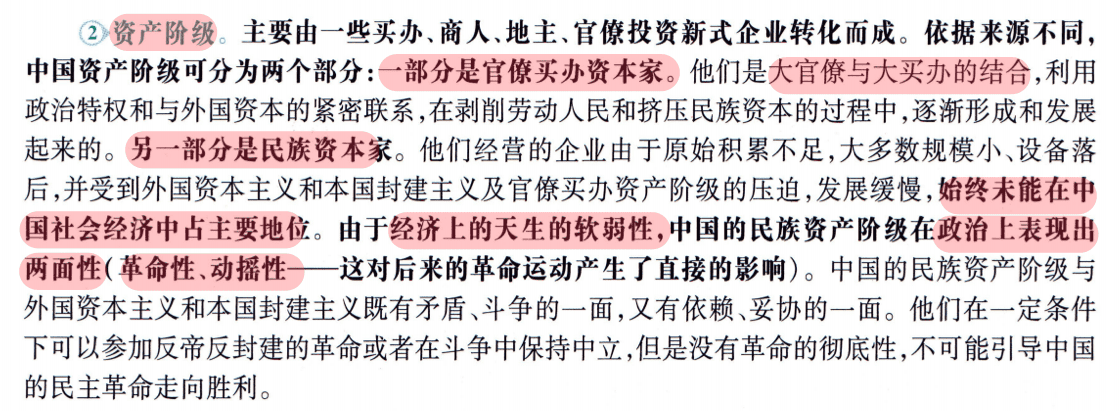 ②资产阶级。主要由一些买办、商人、地主、官僚投资新式企业转化而成。依据来源不同,
中国资产阶级可分为两个部分:一部分是官僚买办资本家。他们是大官僚与大买办的结合,利用
政治特权和与外国资本的紧密联系,在剥削劳动人民和挤压民族资本的过程中,逐渐形成和发展
起来的。另一部分是民族资本家。他们经营的企业由于原始积累不足,大多数规模小、设备落
后,并受到外国资本主义和本国封建主义及官僚买办资产阶级的压迫,发展缓慢,始终未能在中
国社会经济中占主要地位。由于经济上的天生的软弱性,中国的民族资产阶级在政治上表现出
两面性(革命性、动摇性——这对后来的革命运动产生了直接的影响)。中国的民族资产阶级与
外国资本主义和本国封建主义既有矛盾、斗争的一面,又有依赖、妥协的一面。他们在一定条件
下可以参加反帝反封建的革命或者在斗争中保持中立,但是没有革命的彻底性,不可能引导中国
的民主革命走向胜利。